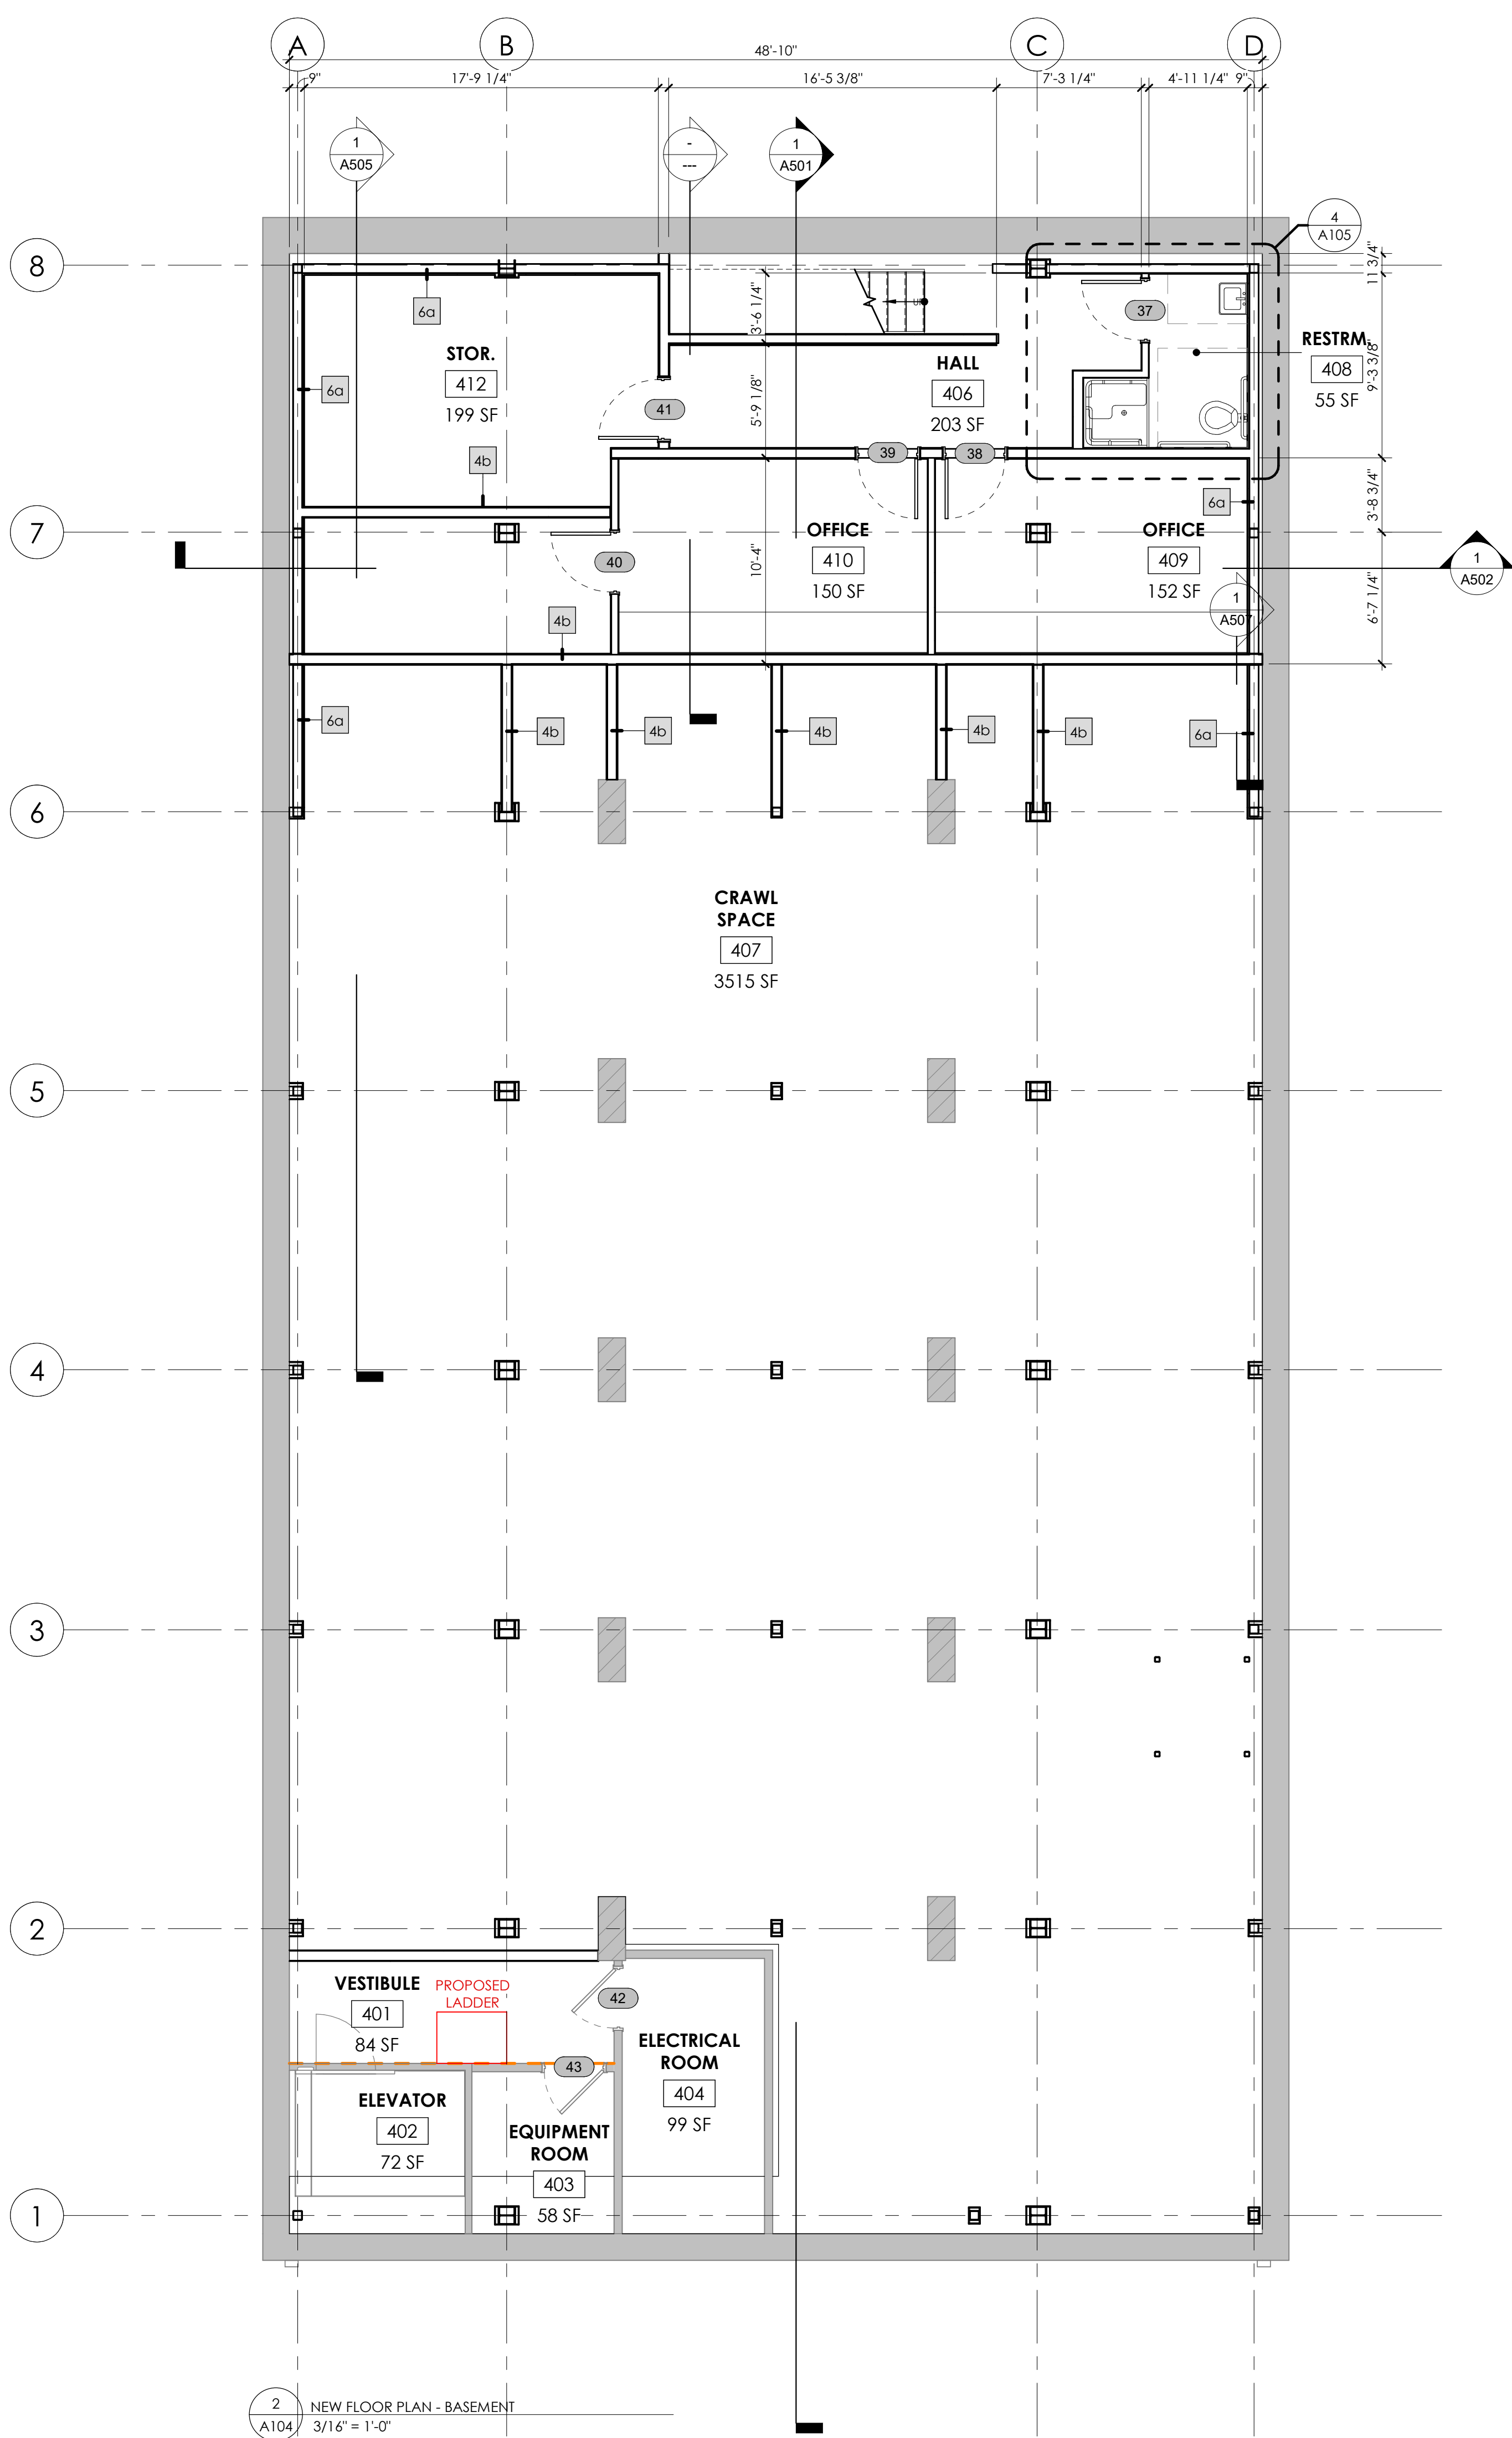 A
B
C
D
48'-10"
9"
17'-9 1/4"
16'-5 3/8"
7'-3 1/4"
4'-11 1/4"
9"
1
A505
-
---
1
A501
4
A105
8
11 3/4"
6a
3'-6 1/4"
37
STOR.
412
199 SF
6a
41
5'-9 1/8"
HALL
406
203 SF
RESTRM.
408
55 SF
9'-3 3/8"
4b
39
38
6a
3'-8 3/4"
7
40
10'-4"
OFFICE
410
150 SF
OFFICE
409
152 SF
1
A502
1
A507
6'-7 1/4"
4b
6a
4b
4b
4b
4b
4b
6a
6
CRAWL
SPACE
407
3515 SF
5
4
3
2
VESTIBULE
401
84 SF
PROPOSED
LADDER
42
43
ELECTRICAL
ROOM
404
99 SF
ELEVATOR
402
72 SF
EQUIPMENT
ROOM
403
58 SF
1
2
A104
NEW FLOOR PLAN - BASEMENT
3/16" = 1'-0"